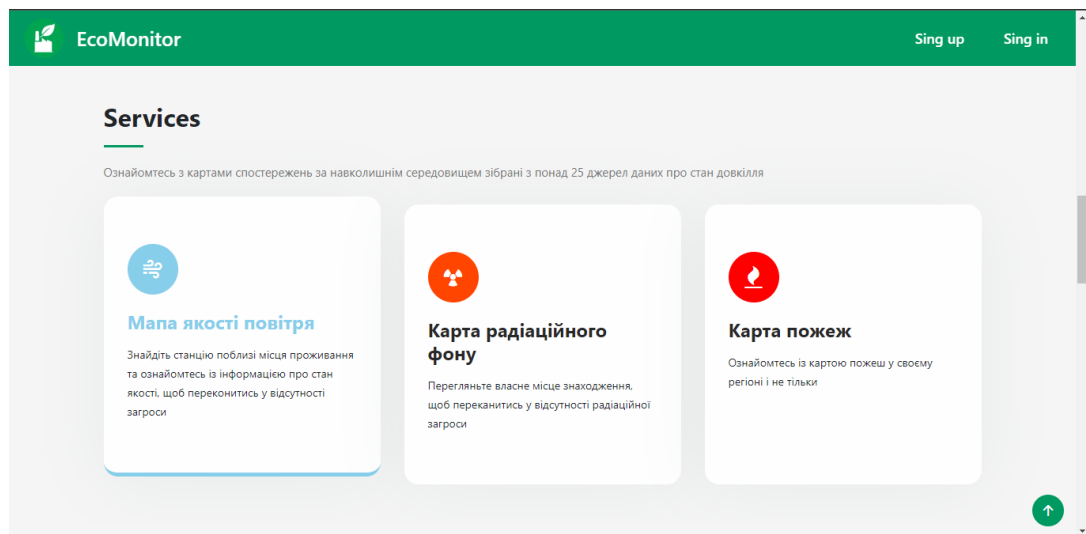 EcoMonitor
Sing up
Sing in
Services
Ознайомтесь з картами спостережень за навколишнім середовищем зібрані з понад 25 джерел даних про стан довкілля
Мапа якості повітря
Знайдіть станцію поблизі місця проживання
та ознайомтесь із інформацією про стан
якості, щоб переконитись у відсутності
загроси
Карта радіаційного
фону
Перегляньте власне місце знаходження,
щоб переканитись у відсутності радіаційної
загроси
Карта пожеж
Ознайомтесь із картою пожеш у своєму
регіоні і не тільки